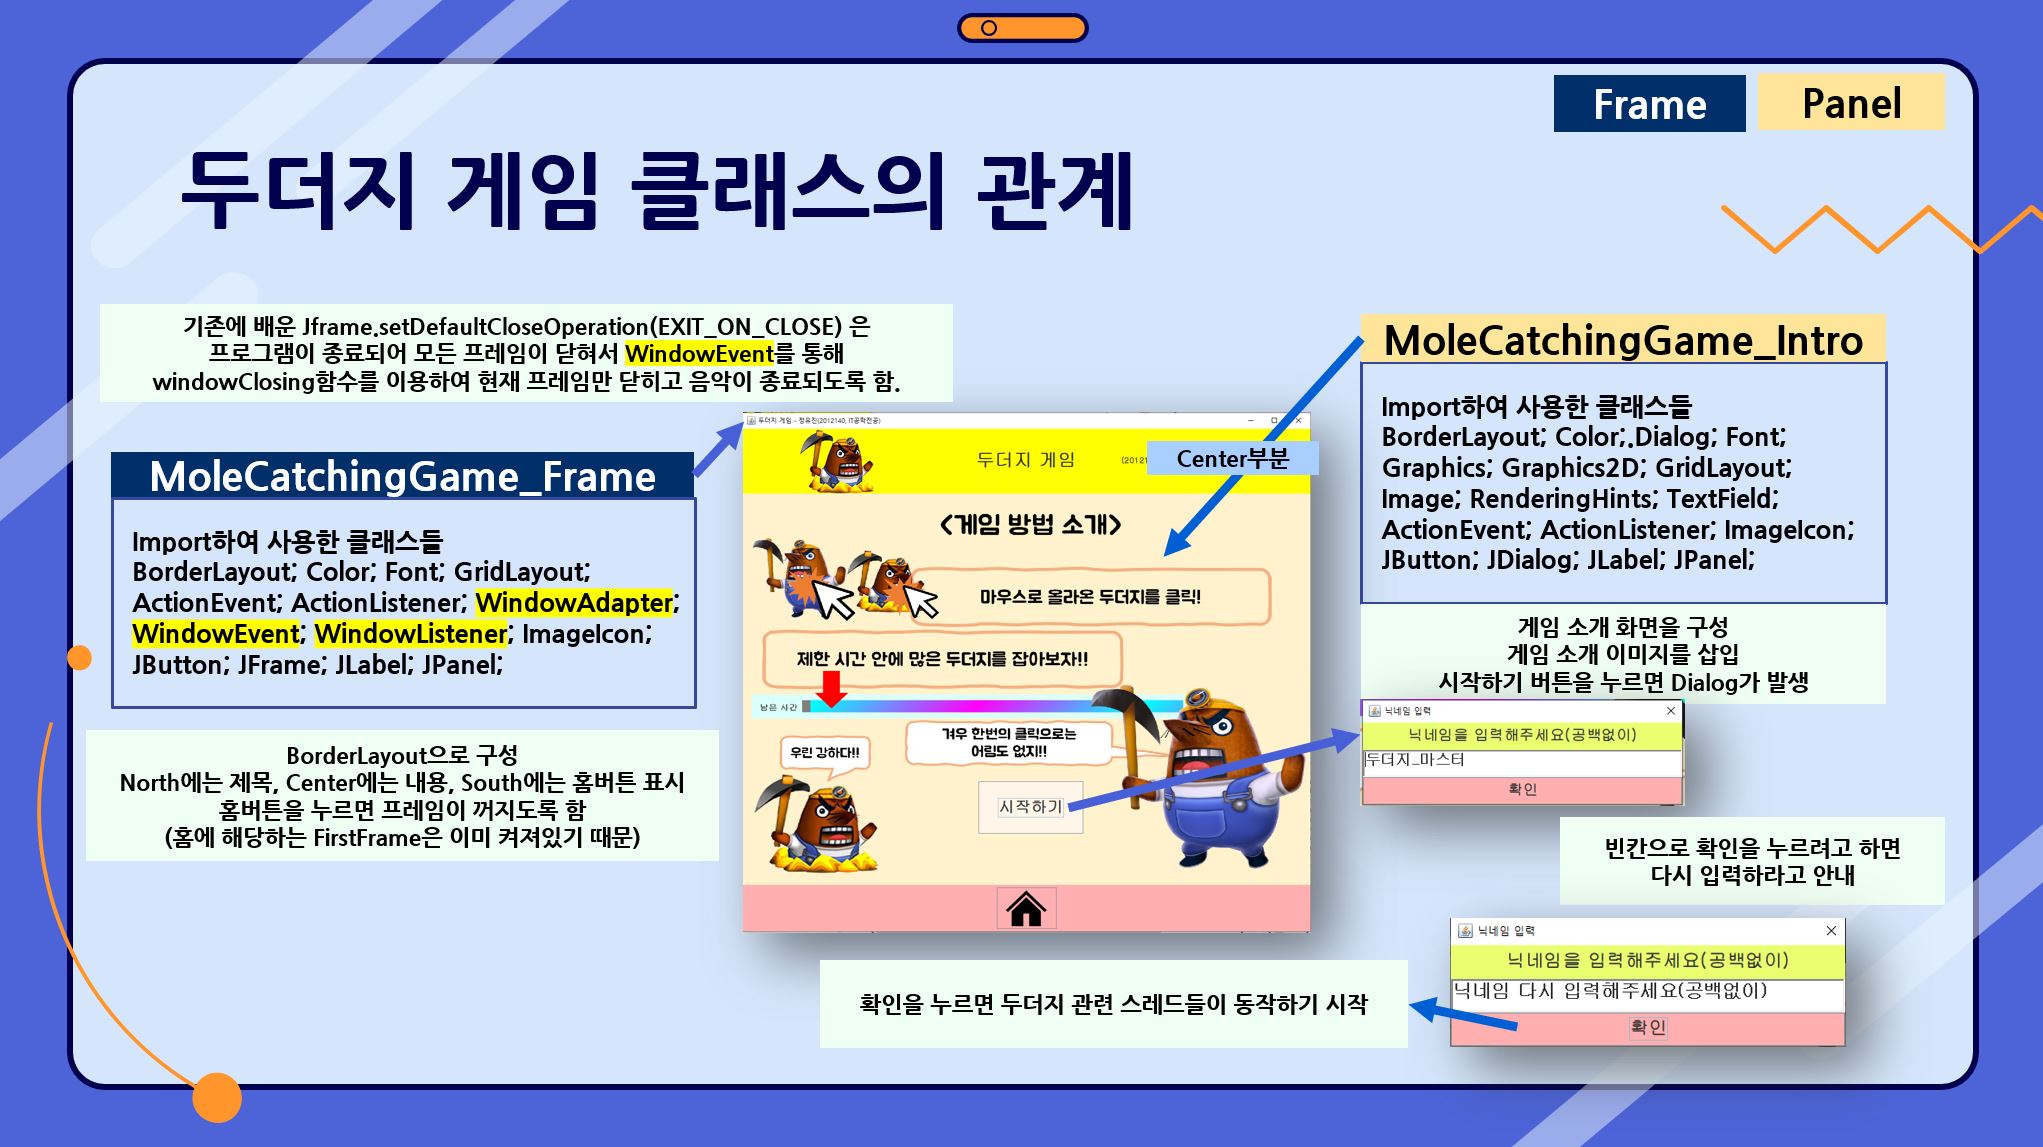 Frame
Panel
두더지 게임 클래스의 관계
기존에 배운 Jframe.setDefaultCloseOperation(EXIT_ON_CLOSE) 은
프로그램이 종료되어 모든 프레임이 닫혀서 WindowEvent를 통해
windowClosing함수를 이용하여 현재 프레임만 닫히고 음악이 종료되도록 함.
MoleCatchingGame_Frame
Import하여 사용한 클래스들
BorderLayout; Color; Font; GridLayout;
ActionEvent; ActionListener; WindowAdapter;
WindowEvent; WindowListener; ImageIcon;
JButton; JFrame; JLabel; JPanel;
BorderLayout으로 구성
North에는 제목, Center에는 내용, South에는 홈버튼 표시
홈버튼을 누르면 프레임이 꺼지도록 함
(홈에 해당하는 FirstFrame은 이미 켜져있기 때문)
두더지 게임 - 정유진(2012140, IT공학전공)
두더지 게임
(20121
Center부분
<게임 방법 소개>
마우스로 올라온 두더지를 클릭!
제한 시간 안에 많은 두더지를 잡아보자!!
남은 시간
우린 강하다!!
겨우 한번의 클릭으로는
어림도 없지!!
시작하기
MoleCatchingGame_Intro
Import하여 사용한 클래스들
BorderLayout; Color;.Dialog; Font;
Graphics; Graphics2D; GridLayout;
Image; RenderingHints; TextField;
ActionEvent; ActionListener; ImageIcon;
JButton; JDialog; JLabel; JPanel;
게임 소개 화면을 구성
게임 소개 이미지를 삽입
시작하기 버튼을 누르면 Dialog가 발생
닉네임 입력
닉네임을 입력해주세요(공백없이)
두더지_마스터
확인
빈칸으로 확인을 누르려고 하면
다시 입력하라고 안내
닉네임 입력
닉네임을 입력해주세요(공백없이)
닉네임 다시 입력해주세요(공백없이)
확인
확인을 누르면 두더지 관련 스레드들이 동작하기 시작